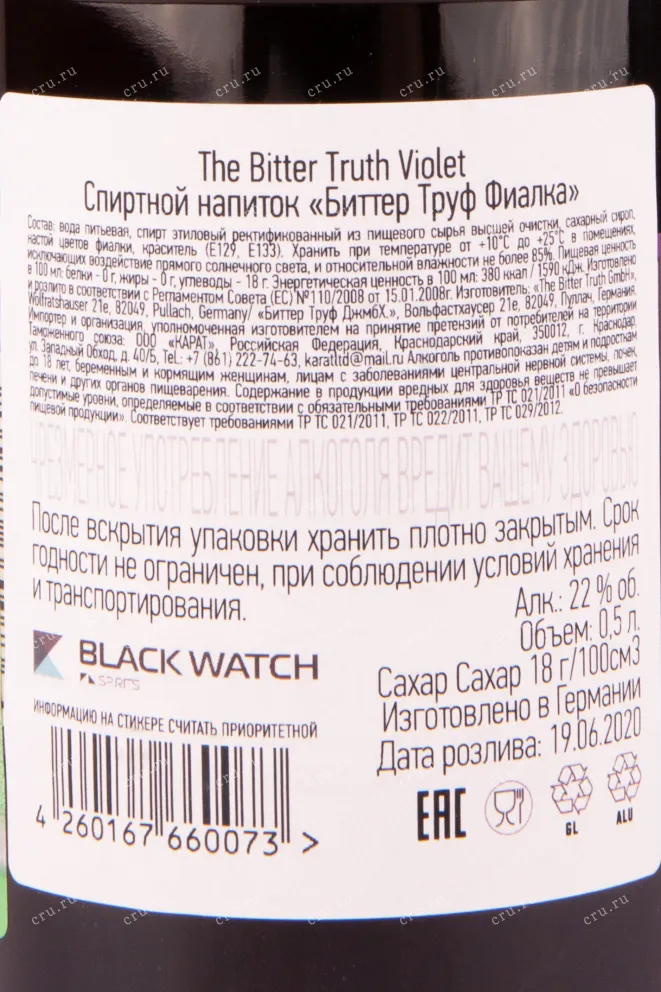 The Bitter Truth Violet
Спиртной напиток «Биттер Труф Фиалка»
Состав: вода питьевая, спирт этиловый ректификованный из пищевого сырья высшей очистки, сахарный сироп,
настой цветов фиалки, краситель (Е129, Е133). Хранить при температуре от +10°С до +25°С в помещениях,
исключающих воздействие прямого солнечного света, и относительной влажности не более 85%. Пищевая ценность
в 100 мл: белки - 0 г, жиры - 0 г, углеводы - 18 г. Энергетическая ценность в 100 мл: 380 ккал / 1590 кДж. Изготовлено
и розлито в соответствии с Регламентом Совета (ЕС) №110/2008 от 15.01.2008г. Изготовитель: «The Bitter Truth GmbH»,
Wolfratshauser 21e, 82049, Pullach, Germany/ «Биттер Труф ДжмбХ.», Вольфастхаузер 21е, 82049, Пуллач, Германия.
Импортер и организация, уполномоченная изготовителем на принятие претензий от потребителей на территории
Таможенного союза: ООО «КАРАТ», Российская Федерация, Краснодарский край, 350012, г. Краснодар,
ул. Западный Обход, д. 40/5, Tel.: +7 (861) 222-74-63, karatltd@mail.ru Алкоголь противопоказан детям и подросткам
до 18 лет, беременным и кормящим женщинам, лицам с заболеваниями центральной нервной системы, почек,
печени и других органов пищеварения. Содержание в продукции вредных для здоровья веществ не превышает
допустимые уровни, определяемые в соответствии с обязательными требованиями ТР ТС 021/2011 «О безопасности
пищевой продукции». Соответствует требованиями ТР ТС 021/2011, ТР ТС 022/2011, ТР ТС 029/2012.
ЧРЕЗМЕРНОЕ УПОТРЕБЛЕНИЕ АЛКОГОЛЯ ВРЕДИТ ВАШЕМУ ЗДОРОВЬЮ
После вскрытия упаковки хранить плотно закрытым. Срок
годности не ограничен, при соблюдении условий хранения
и транспортирования.
Алк.: 22 % об.
Объем: 0,5 л.
Сахар Сахар 18 г/100см3
Изготовлено в Германии
Дата розлива: 19.06.2020
BLACK WATCH
SPIRITS
ИНФОРМАЦИЮ НА СТИКЕРЕ СЧИТАТЬ ПРИОРИТЕТНОЙ
4 260167 660073 >
EAC
GL
ALU
cru.ru